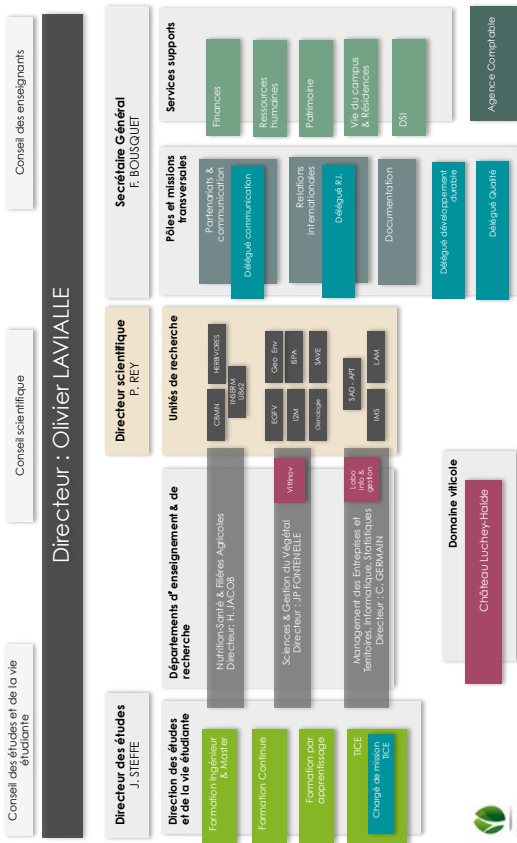 Conseil des études et de la vie
étudiante
Conseil scientifique
Conseil des enseignants
Directeur : Olivier LAVIALLE
Directeur des études
J. STEFFE
Directeur scientifique
P. REY
Secrétaire Général
F. BOUSQUET
Direction des études
et de la vie étudiante
Formation Ingénieur
& Master
Formation Continue
Formation par
apprentissage
TICE
Chargé de mission
TICE
Départements d’ enseignement & de
recherche
Nutrition-Santé & Filières Agricoles
Directeur: H. JACOB
Sciences & Gestion du Végétal
Directeur : JP FONTENELLE
Vitinnov
Management des Entreprises et
Territoires, Informatique, Statistiques
Directeur : C. GERMAIN
Labo
info &
gestion
Unités de recherche
CBMN
HERBIVORES
INSERM
U862
EGFV
Geo Env
I2M
ISPA
Oenologie
SAVE
SAD - APT
IMS
LAM
Pôles et missions
transversales
Partenariats &
communication
Délégué communication
Relations
internationales
Délégué R.I.
Documentation
Délégué développement
durable
Délégué Qualité
Services supports
Finances
Ressources
humaines
Patrimoine
Vie du campus
& Résidences
DSI
Agence Comptable
Domaine viticole
Château Luchey-Halde